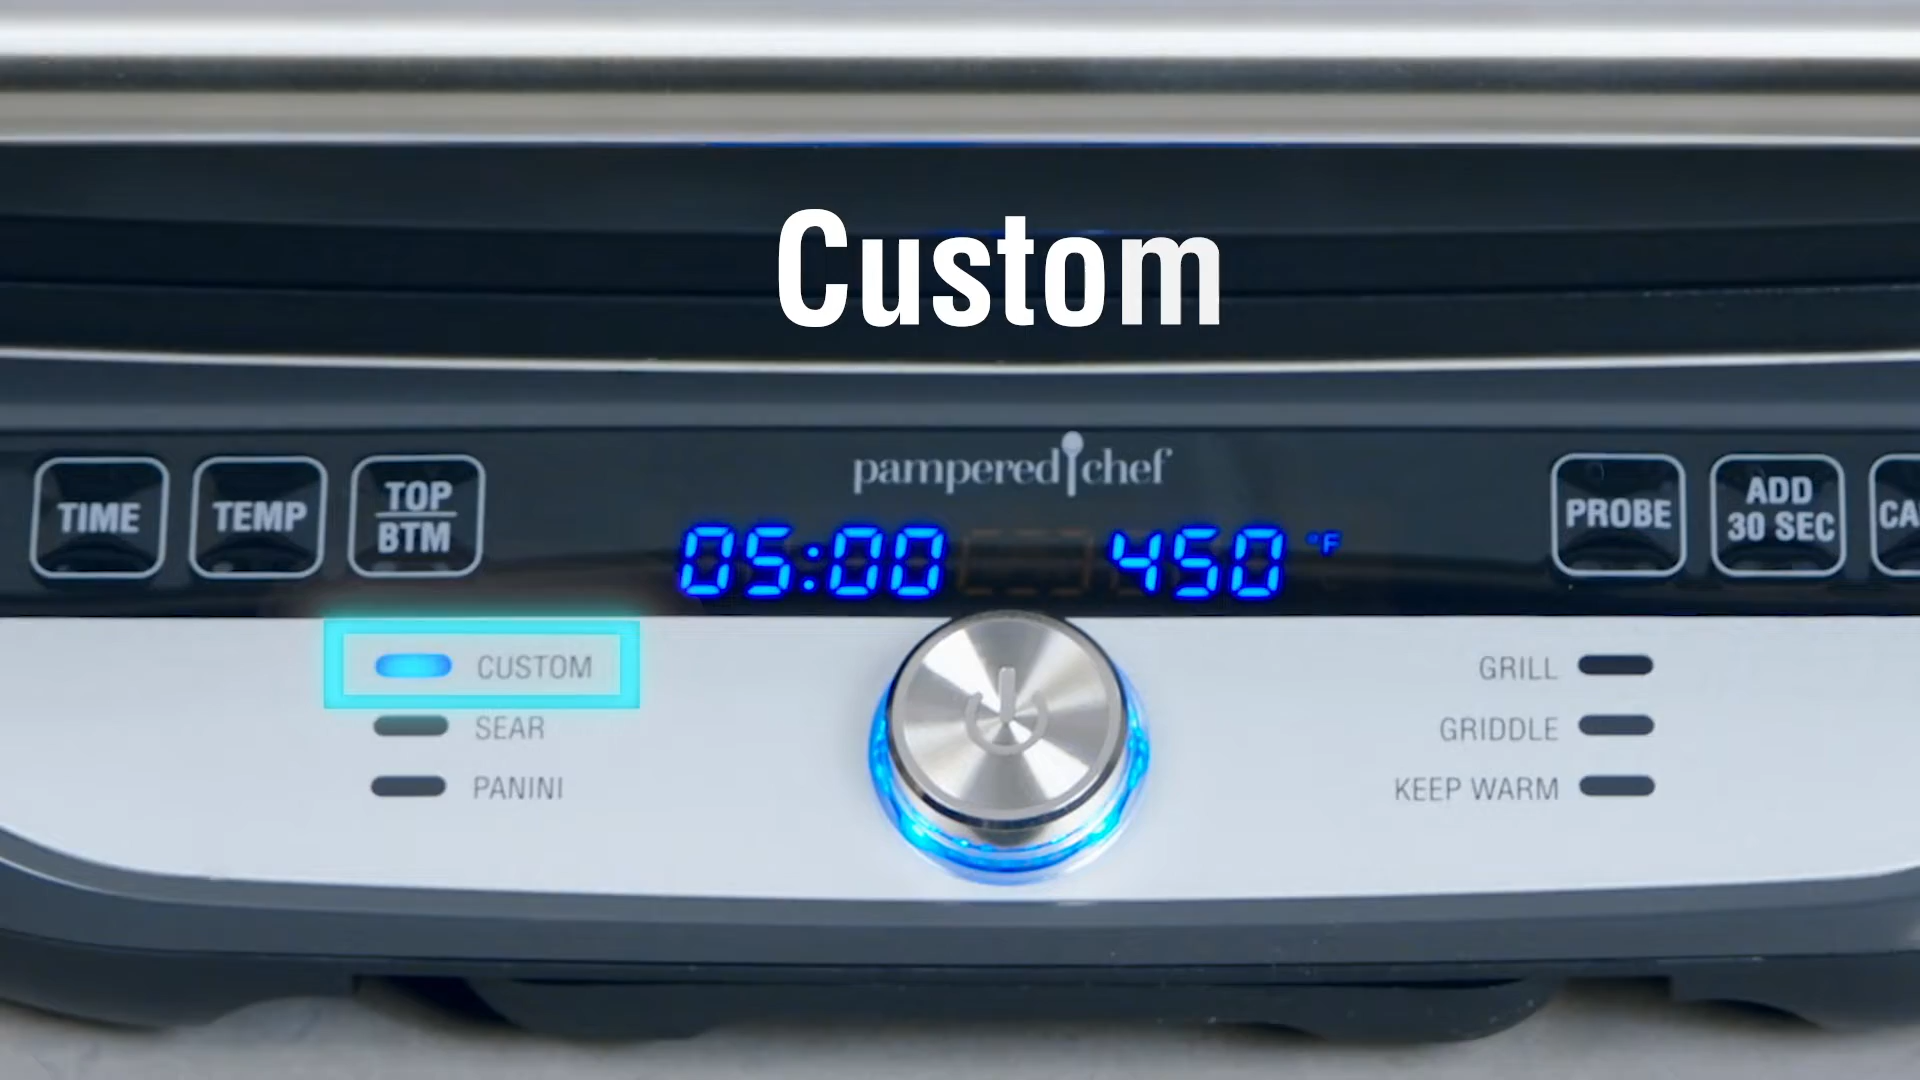 Custom
pampered chef
TIME
TEMP
TOP
BTM
05:00
450 °F
PROBE
ADD
30 SEC
CUSTOM
SEAR
PANINI
GRILL
GRIDDLE
KEEP WARM